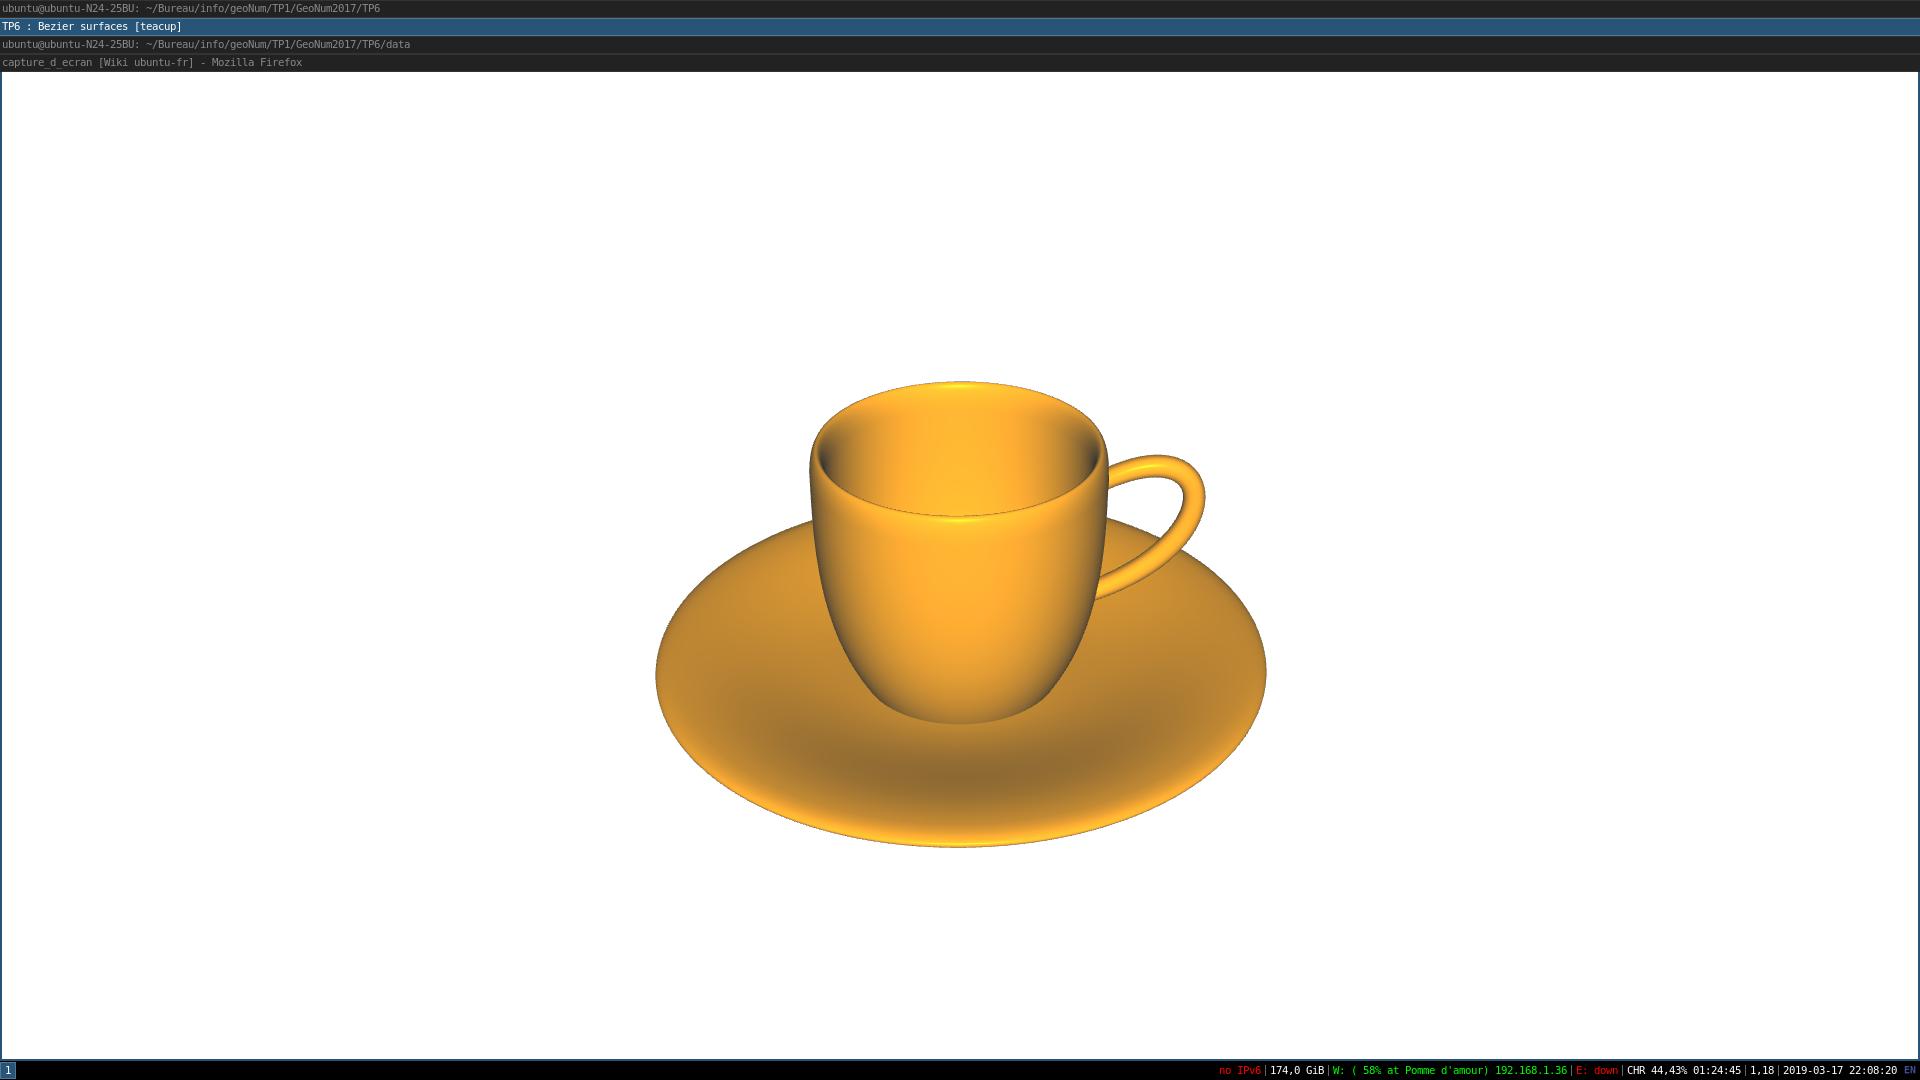 ubuntu@ubuntu-N24-25BU: ~/Bureau/info/geoNum/TP1/GeoNum2017/TP6
TP6 : Bezier surfaces [teacup]
ubuntu@ubuntu-N24-25BU: ~/Bureau/info/geoNum/TP1/GeoNum2017/TP6/data
capture_d_ecran [Wiki ubuntu-fr] - Mozilla Firefox
1 no IPv6|174,0 GiB|W: ( 58% at Pomme d'amour) 192.168.1.36|E: down|CHR 44,43% 01:24:45|1,18|2019-03-17 22:08:20 EN